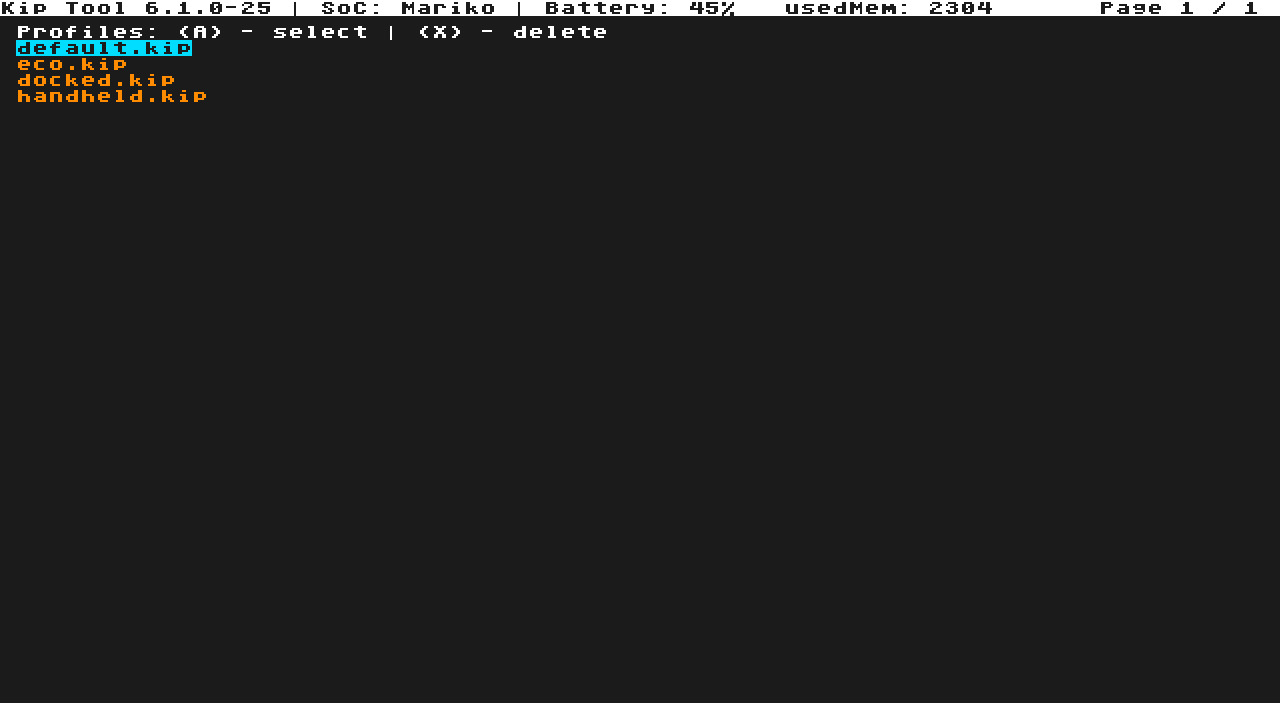 Kip Tool 6.1.0-25 | SoC: Mariko | Battery: 45% usedMem: 2304 Page 1 / 1
Profiles: (A) - select | (X) - delete
default.kip
eco.kip
docked.kip
handheld.kip